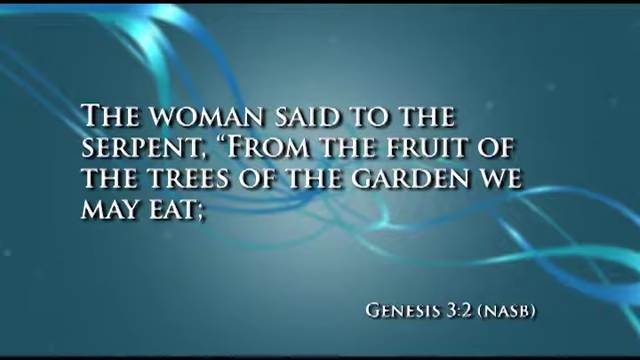 The woman said to the
serpent, “From the fruit of
the trees of the garden we
may eat;
Genesis 3:2 (NASB)